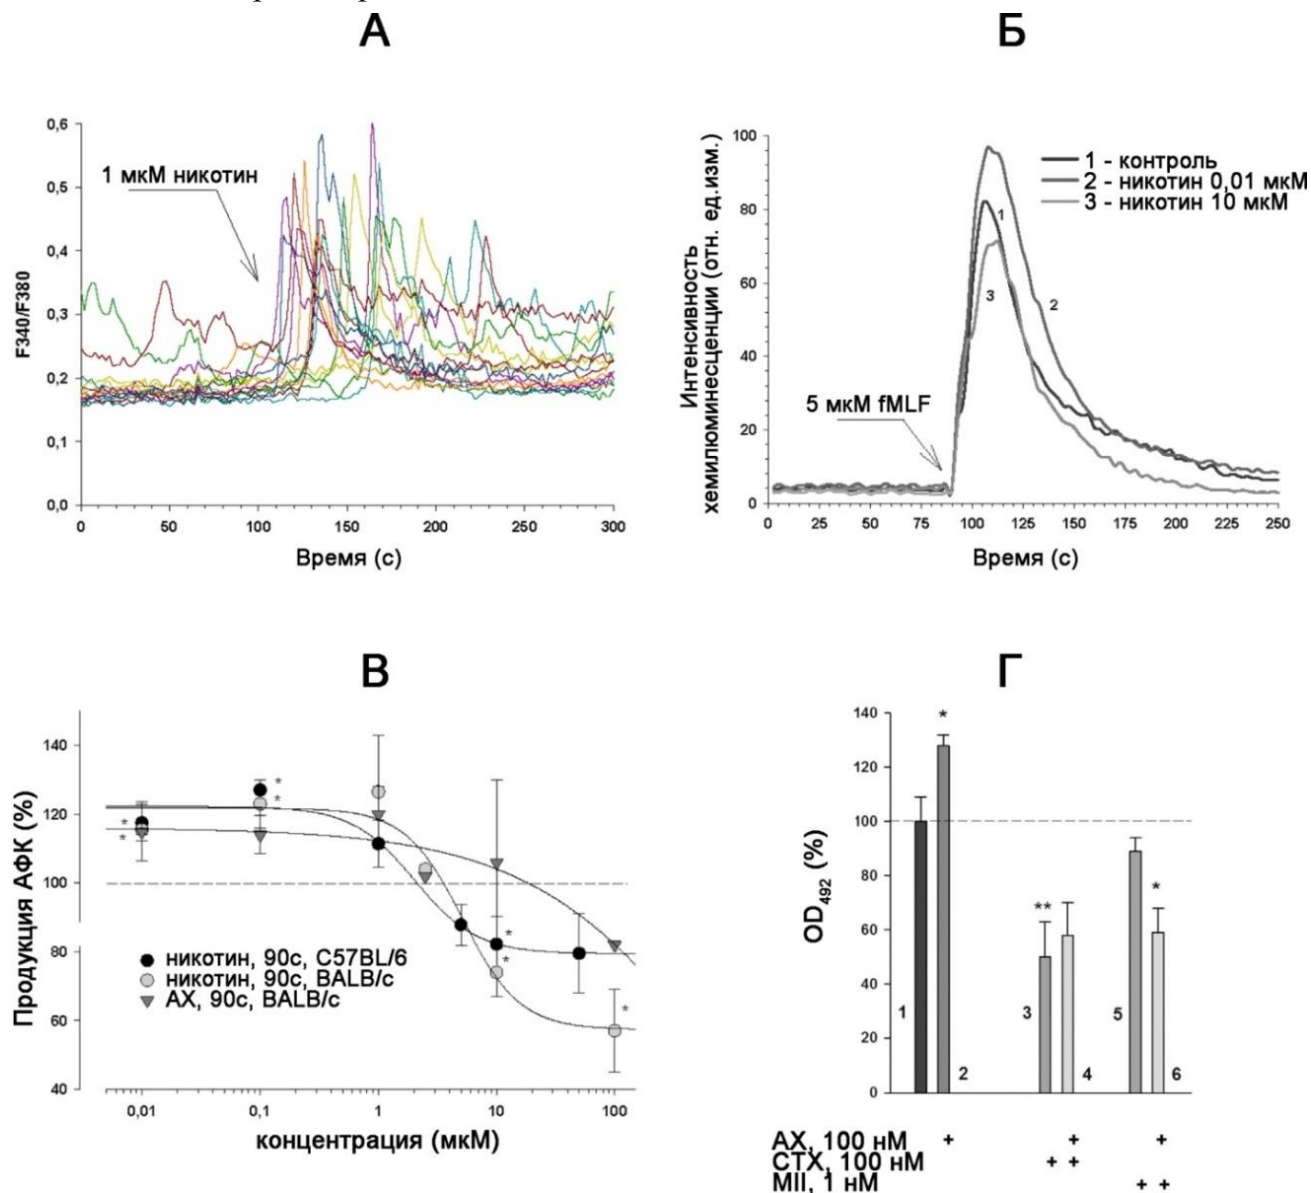 А
0,6
0,5
0,4
0,3
0,2
0,1
0,0
F340/F380
1 мкМ никотин
0 50 100 150 200 250 300
Время (с)
Б
100
80
60
40
20
0
Интенсивность
хемилюминесценции (отн. ед.изм.)
1 - контроль
2 - никотин 0,01 мкМ
3 - никотин 10 мкМ
1
2
3
5 мкМ fMLF
0 25 50 75 100 125 150 175 200 225 250
Время (с)
В
140
120
100
80
60
40
Продукция АФК (%)
* * * * * * *
никотин, 90с, C57BL/6
никотин, 90с, BALB/c
АХ, 90с, BALB/c
0,01 0,1 1 10 100
концентрация (мкМ)
Г
140
120
100
80
60
40
20
0
OD492 (%)
* ** *
1 2 3 4 5 6
АХ, 100 нМ + + +
CTX, 100 нМ + +
MII, 1 нМ + +